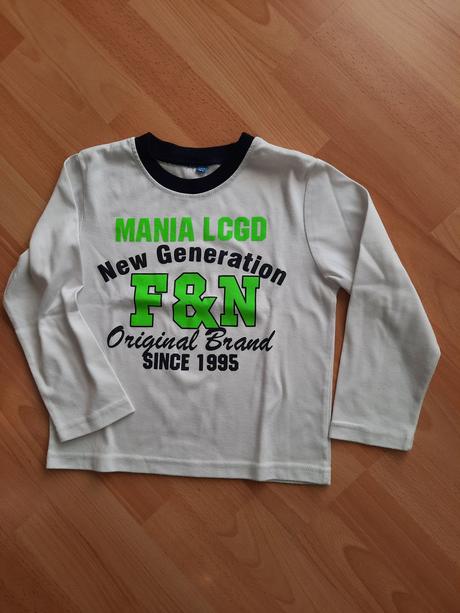 MANIA LCGD
New Generation
F&N
Original Brand
SINCE 1995